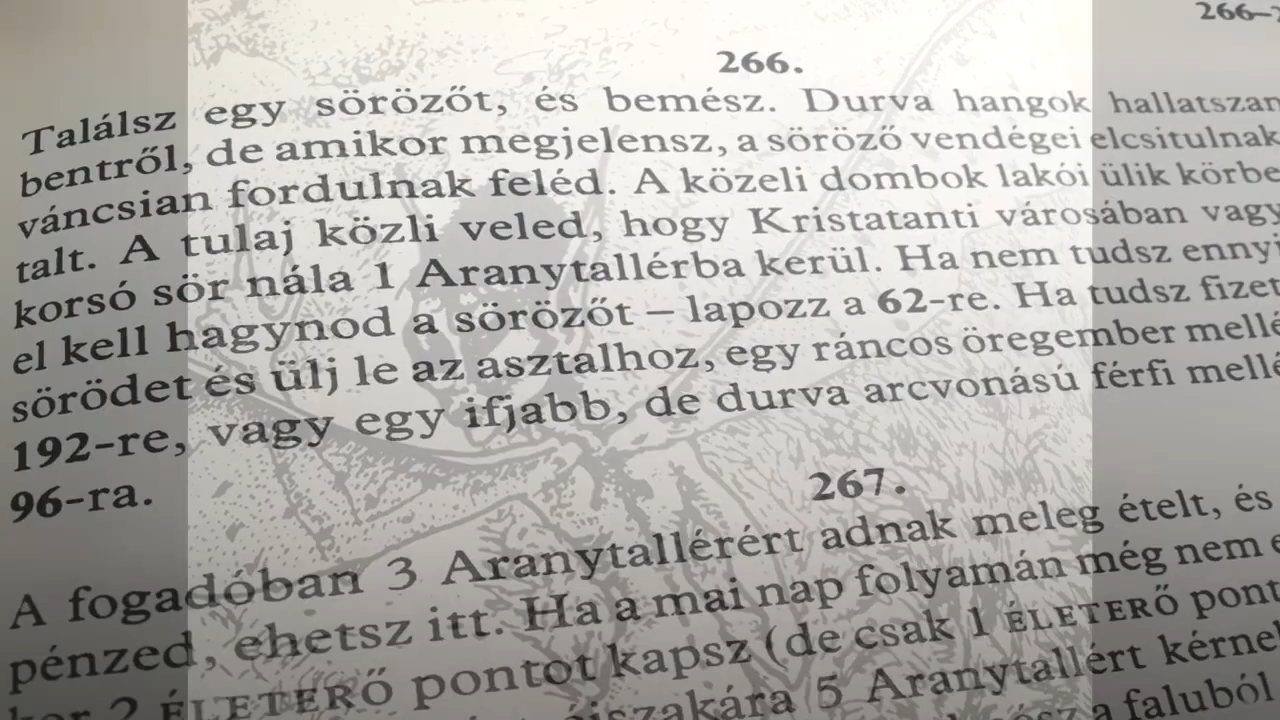 266–
266.
Találsz egy sörözőt, és bemész. Durva hangok hallatszan
bentről, de amikor megjelensz, a söröző vendégei elcsitulnak
váncsian fordulnak feléd. A közeli dombok lakói ülik körbe
talt. A tulaj közli veled, hogy Kristatanti városában vagy
korsó sör nála 1 Aranytallérba kerül. Ha nem tudsz ennyi
el kell hagynod a sörözőt – lapozz a 62-re. Ha tudsz fizet
sörödet és ülj le az asztalhoz, egy ráncos öregember mellé
192-re, vagy egy ifjabb, de durva arcvonású férfi mellé
96-ra.
267.
A fogadóban 3 Aranytallérért adnak meleg ételt, és
pénzed, ehetsz itt. Ha a mai nap folyamán még nem e
2 ÉLETERŐ pontot kapsz (de csak 1 ÉLETERŐ pont
éjszakára 5 Aranytallért kérnek
a faluból